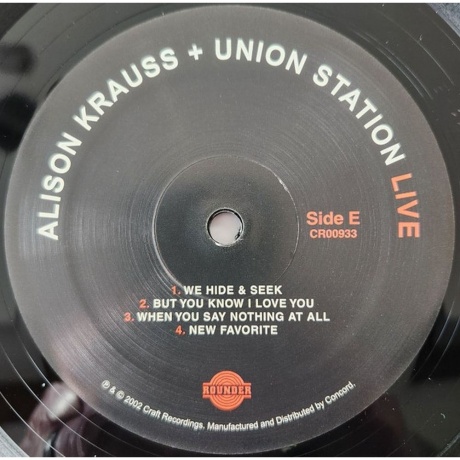 ALISON KRAUSS + UNION STATION LIVE
Side E
CR00933
1. WE HIDE & SEEK
2. BUT YOU KNOW I LOVE YOU
3. WHEN YOU SAY NOTHING AT ALL
4. NEW FAVORITE
ROUNDER
℗ & © 2002 Craft Recordings. Manufactured and Distributed by Concord.